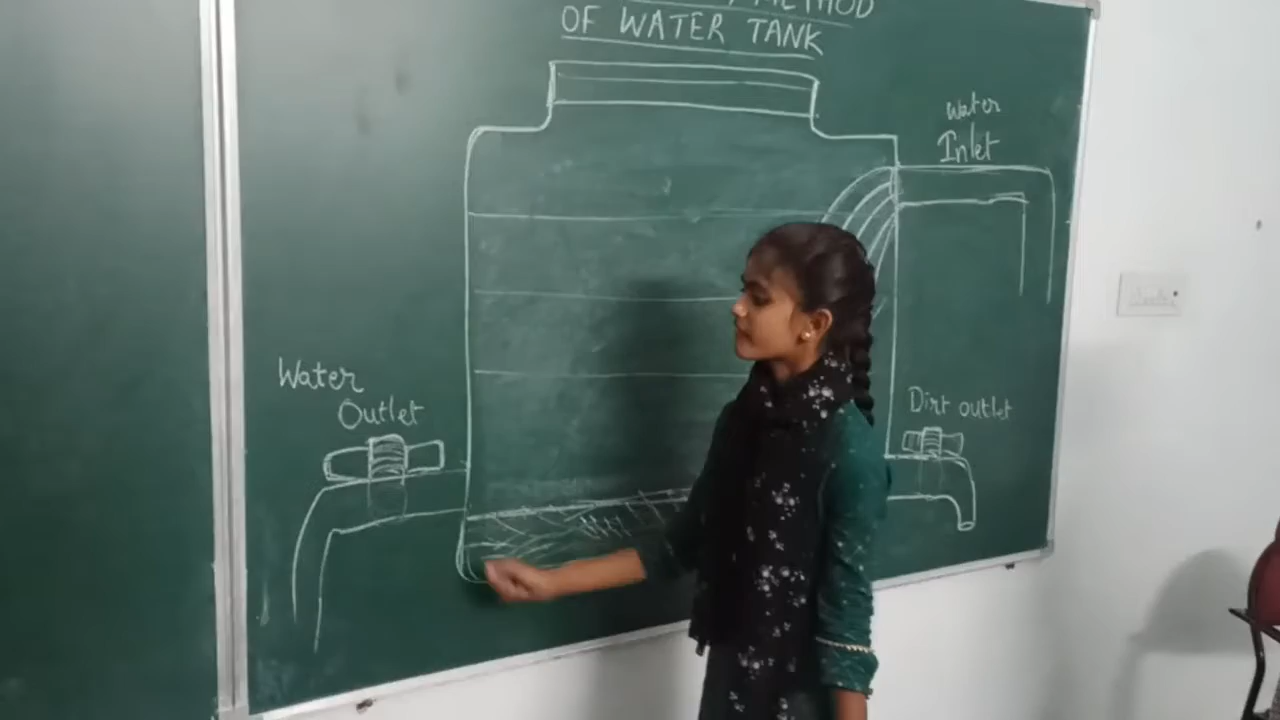 METHOD
OF WATER TANK
Water
Inlet
Water
Outlet
Dirt outlet